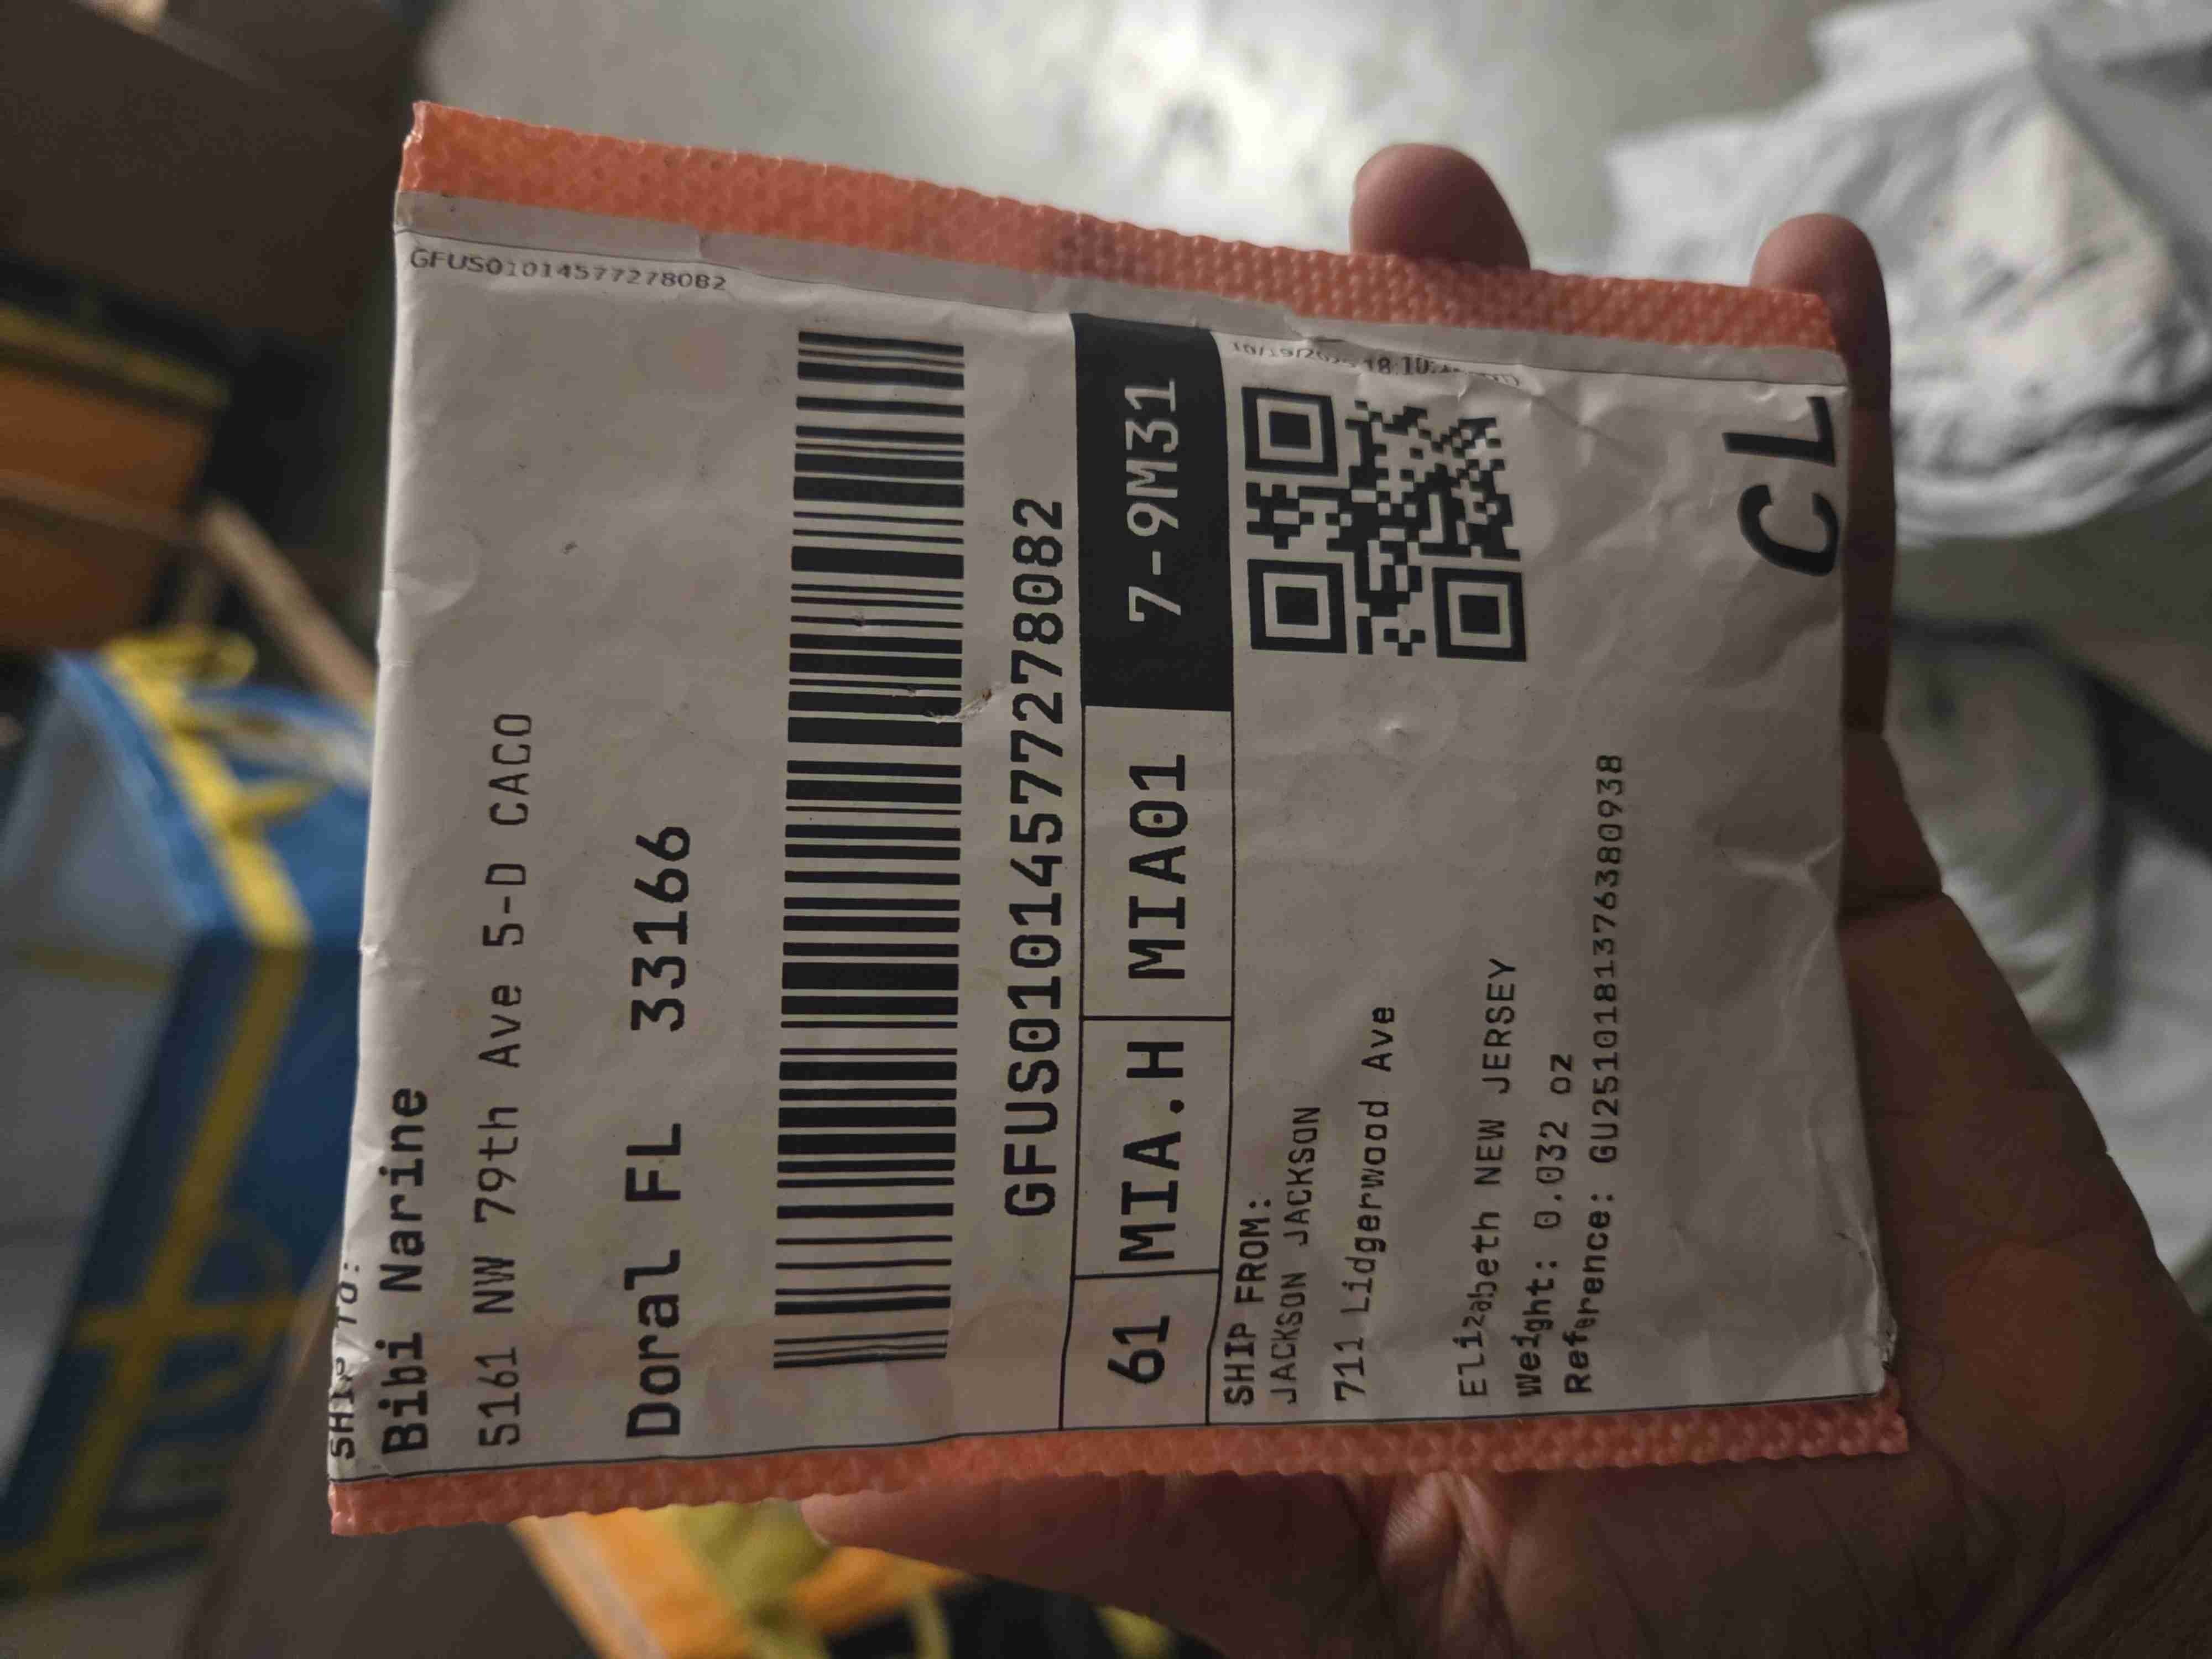 GFUS01014577278082
SHIP TO:
Bibi Narine
5161 NW 79th Ave 5-D CACO
Doral FL 33166
GFUS01014577278082
61 MIA.H MIA01 7-9M31
SHIP FROM:
JACKSON JACKSON
711 Lidgerwood Ave
Elizabeth NEW JERSEY
Weight: 0.032 oz
Reference: GU2510181376380938
CL